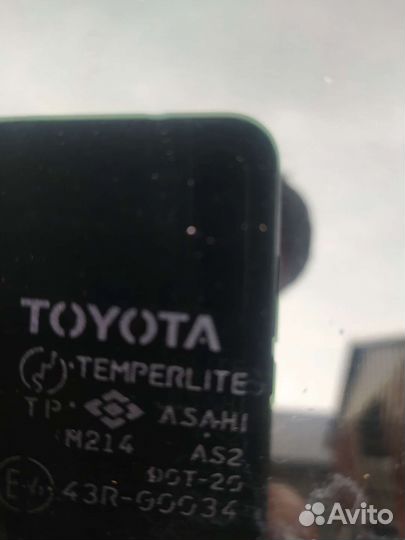 TOYOTA
TEMPERLITE
TP ASAHI
M214 AS2
DOT-20
43R-00034
Avito